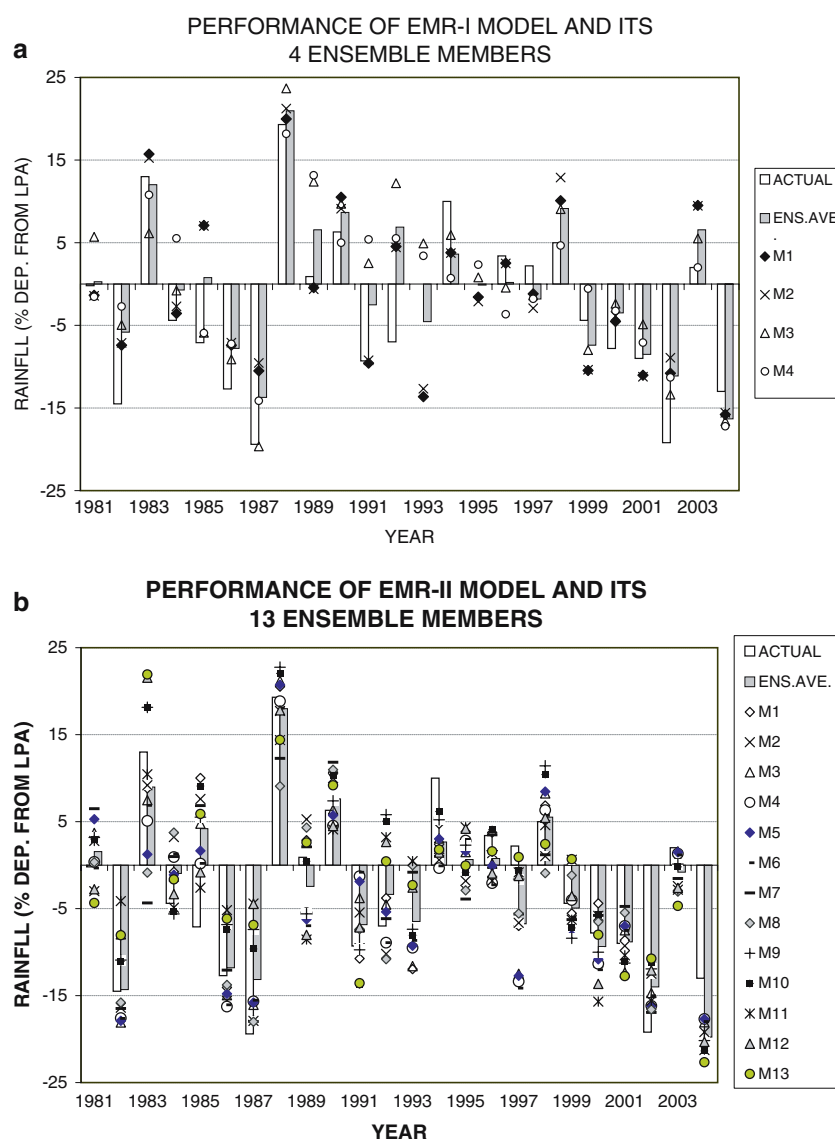 a
PERFORMANCE OF EMR-I MODEL AND ITS
4 ENSEMBLE MEMBERS
RAINFLL (% DEP. FROM LPA)
25
15
5
-5
-15
-25
1981 1983 1985 1987 1989 1991 1993 1995 1997 1999 2001 2003
YEAR
ACTUAL
ENS.AVE
.
M1
M2
M3
M4
b
PERFORMANCE OF EMR-II MODEL AND ITS
13 ENSEMBLE MEMBERS
RAINFLL (% DEP. FROM LPA)
25
15
5
-5
-15
-25
1981 1983 1985 1987 1989 1991 1993 1995 1997 1999 2001 2003
YEAR
ACTUAL
ENS.AVE.
M1
M2
M3
M4
M5
M6
M7
M8
M9
M10
M11
M12
M13